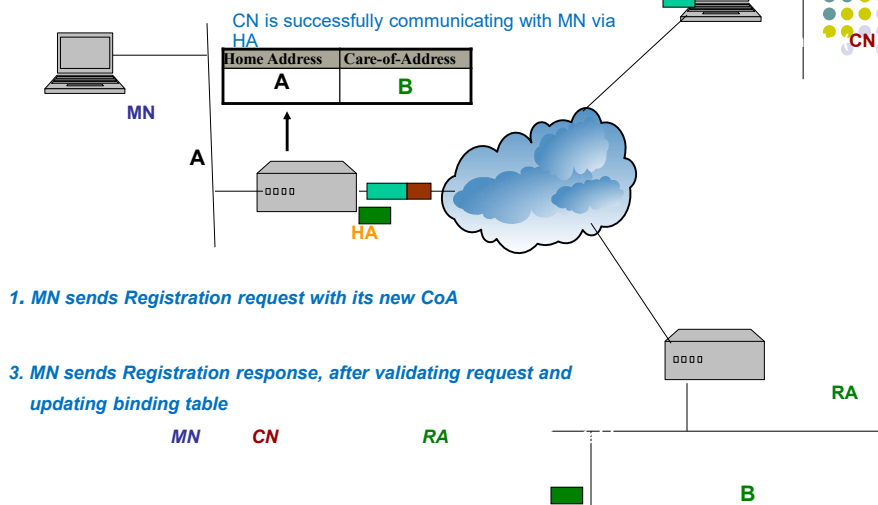 CN is successfully communicating with MN via
HA
Home Address Care-of-Address
A B
CN
MN
A
HA
1. MN sends Registration request with its new CoA
3. MN sends Registration response, after validating request and
updating binding table
RA
MN CN RA
B